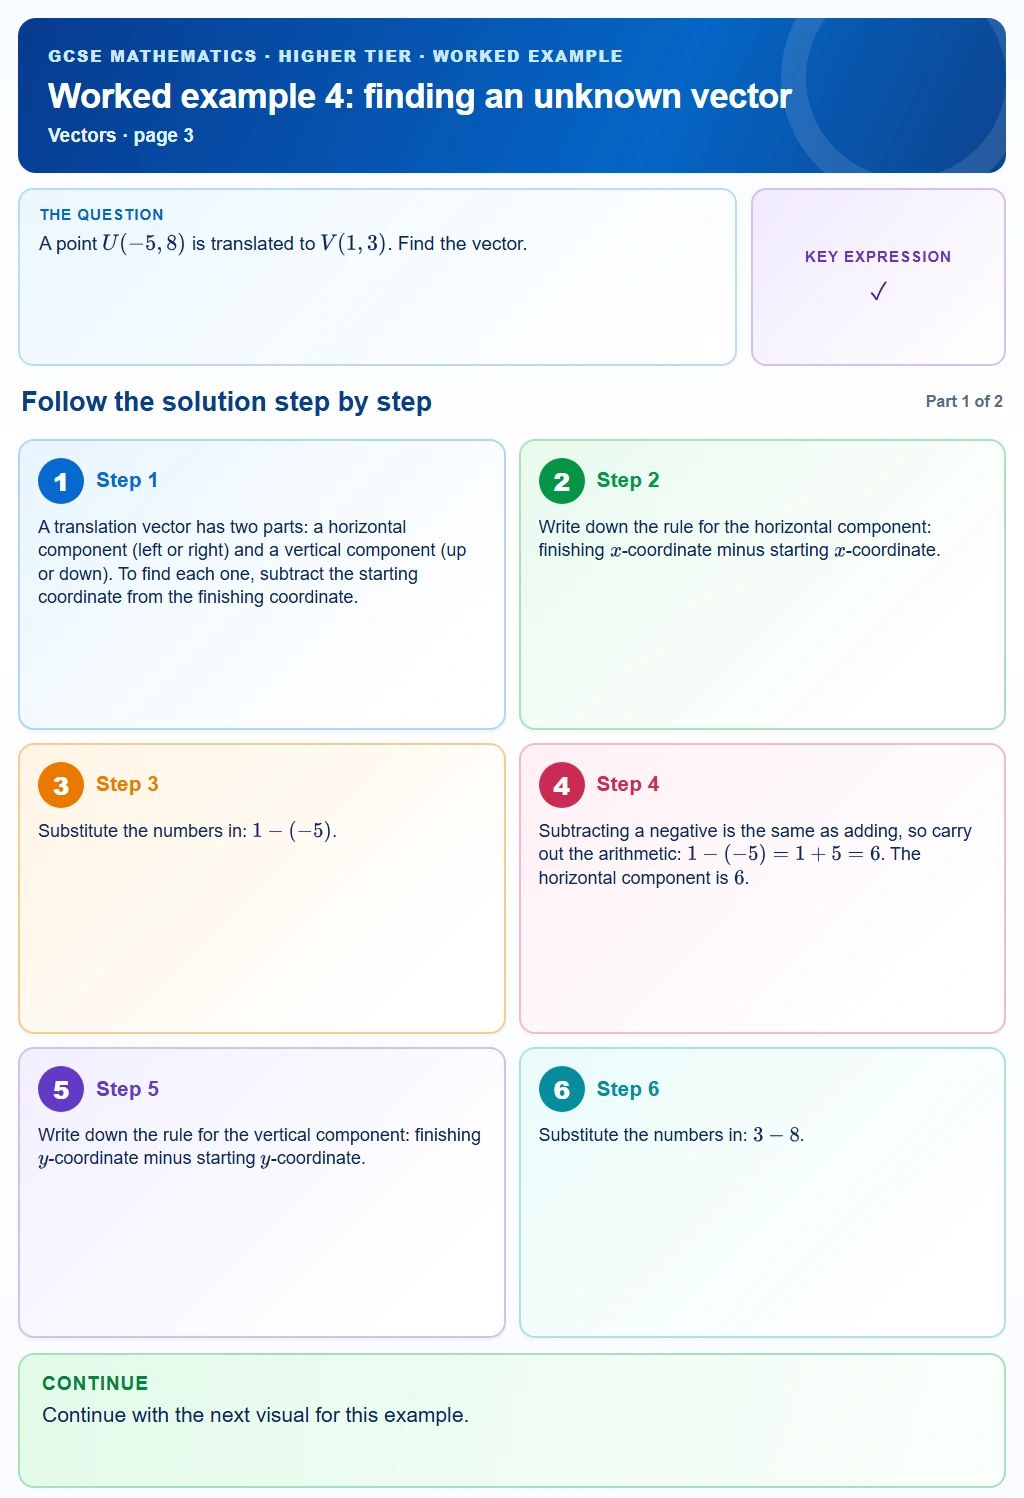 GCSE MATHEMATICS · HIGHER TIER · WORKED EXAMPLE
Worked example 4: finding an unknown vector
Vectors · page 3
THE QUESTION
A point U(−5, 8) is translated to V(1, 3). Find the vector.
KEY EXPRESSION
✓
Follow the solution step by step
Part 1 of 2
1 Step 1
A translation vector has two parts: a horizontal
component (left or right) and a vertical component (up
or down). To find each one, subtract the starting
coordinate from the finishing coordinate.
2 Step 2
Write down the rule for the horizontal component:
finishing x-coordinate minus starting x-coordinate.
3 Step 3
Substitute the numbers in: 1 − (−5).
4 Step 4
Subtracting a negative is the same as adding, so carry
out the arithmetic: 1 − (−5) = 1 + 5 = 6. The
horizontal component is 6.
5 Step 5
Write down the rule for the vertical component: finishing
y-coordinate minus starting y-coordinate.
6 Step 6
Substitute the numbers in: 3 − 8.
CONTINUE
Continue with the next visual for this example.